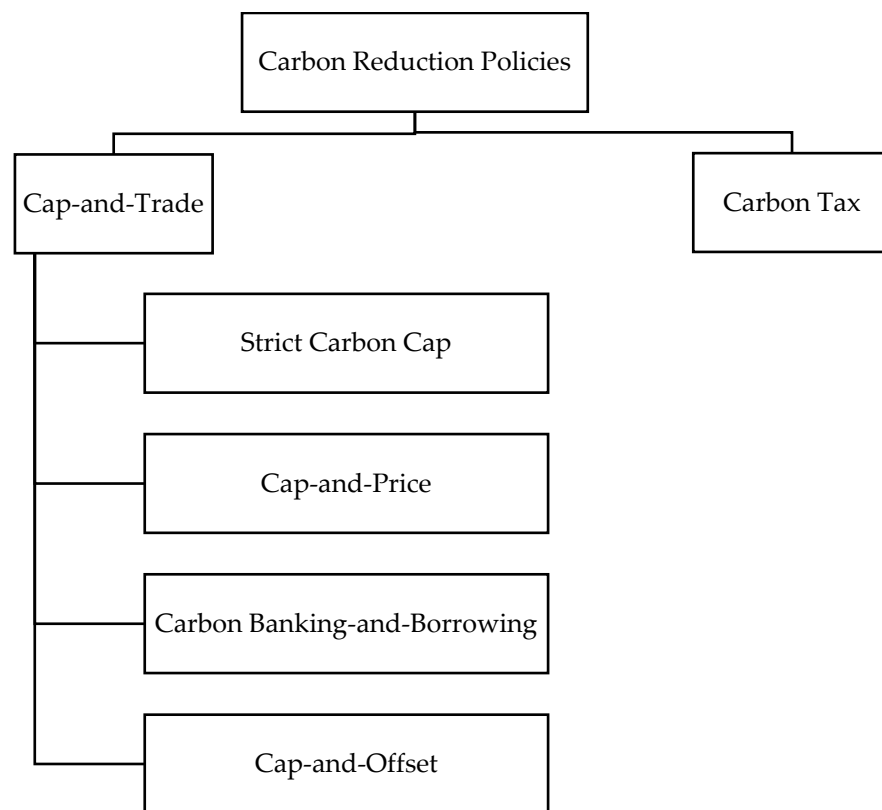 Carbon Reduction Policies
Cap-and-Trade
Carbon Tax
Strict Carbon Cap
Cap-and-Price
Carbon Banking-and-Borrowing
Cap-and-Offset